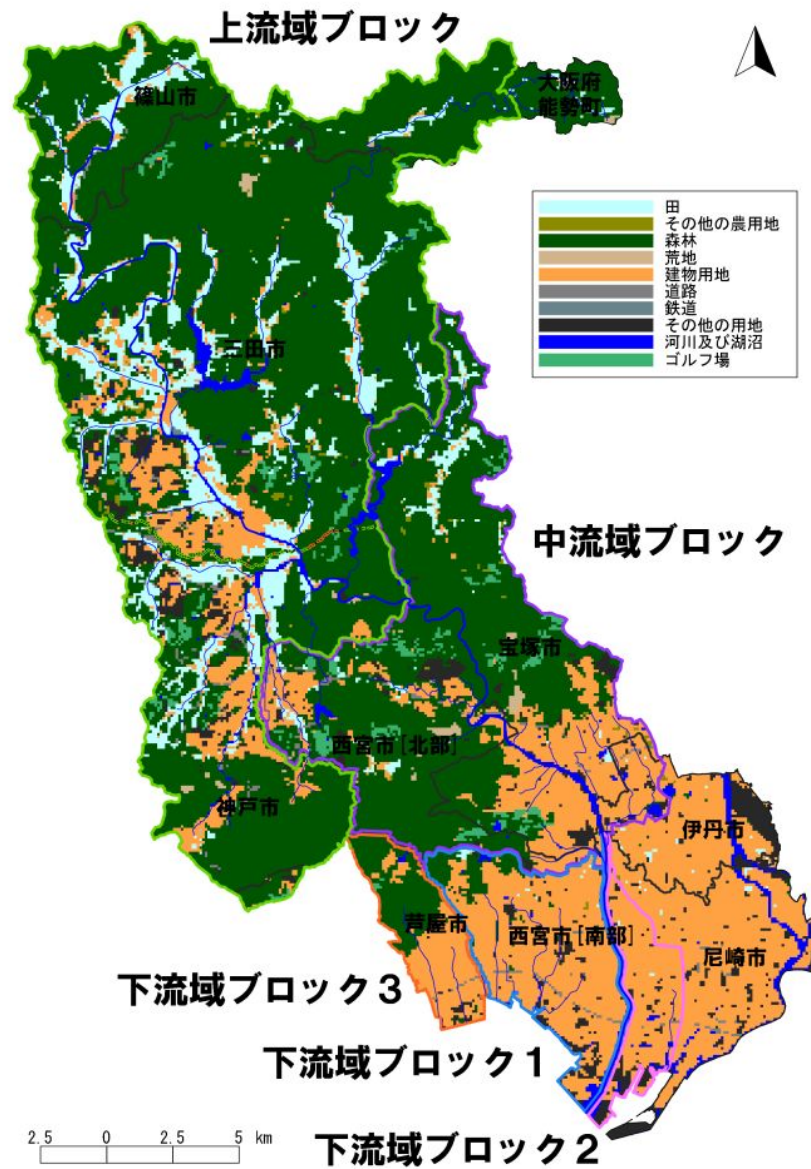 上流域ブロック
篠山市
大阪府
能勢町
田
その他の農用地
森林
荒地
建物用地
道路
鉄道
その他の用地
河川及び湖沼
ゴルフ場
三田市
中流域ブロック
宝塚市
西宮市[北部]
神戸市
伊丹市
芦屋市
西宮市[南部]
尼崎市
下流域ブロック3
下流域ブロック1
2.5 0 2.5 5 km
下流域ブロック2